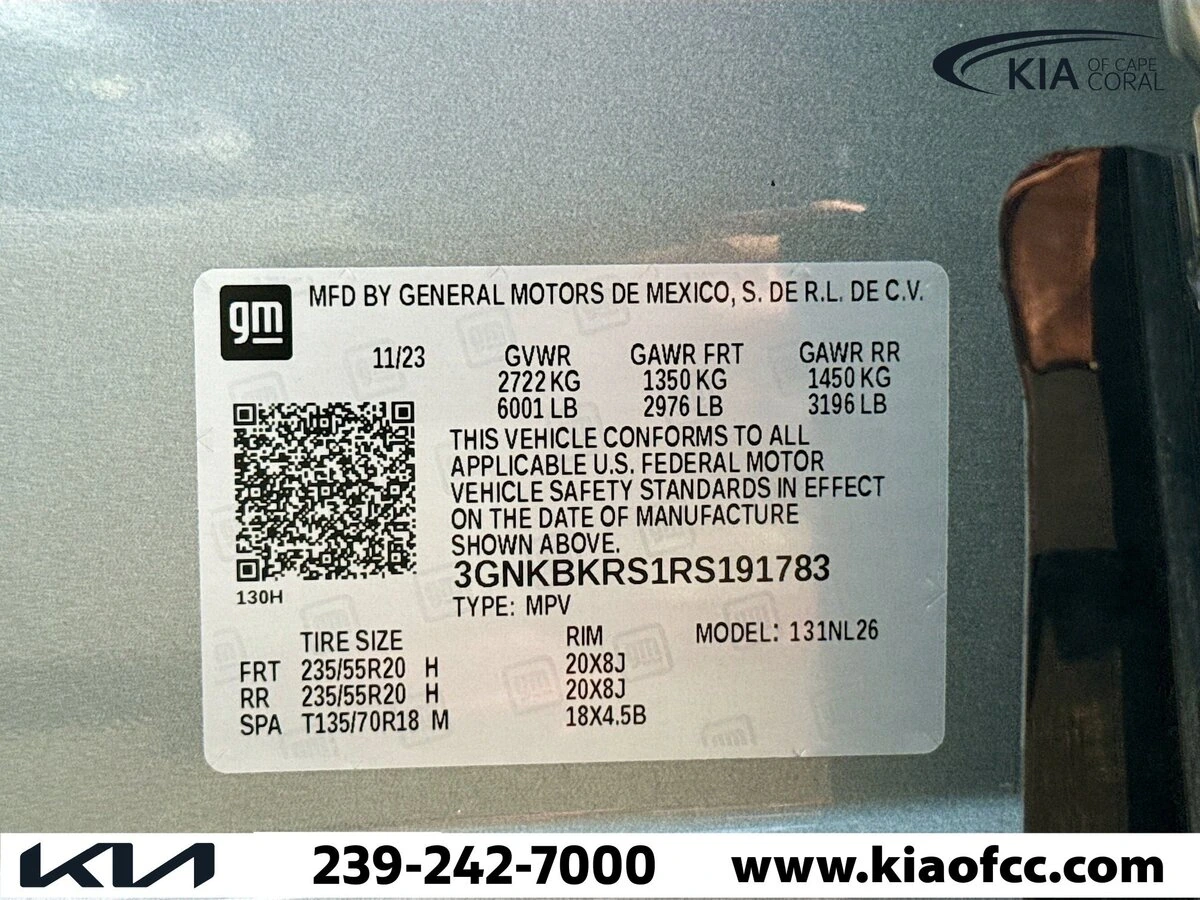 KIA OF CAPE CORAL
gm
MFD BY GENERAL MOTORS DE MEXICO, S. DE R.L. DE C.V.
11/23 GVWR GAWR FRT GAWR RR
2722 KG 1350 KG 1450 KG
6001 LB 2976 LB 3196 LB
THIS VEHICLE CONFORMS TO ALL
APPLICABLE U.S. FEDERAL MOTOR
VEHICLE SAFETY STANDARDS IN EFFECT
ON THE DATE OF MANUFACTURE
SHOWN ABOVE.
3GNKBKRS1RS191783
130H
TYPE: MPV
TIRE SIZE RIM MODEL: 131NL26
FRT 235/55R20 H 20X8J
RR 235/55R20 H 20X8J
SPA T135/70R18 M 18X4.5B
KIA 239-242-7000 www.kiaofcc.com